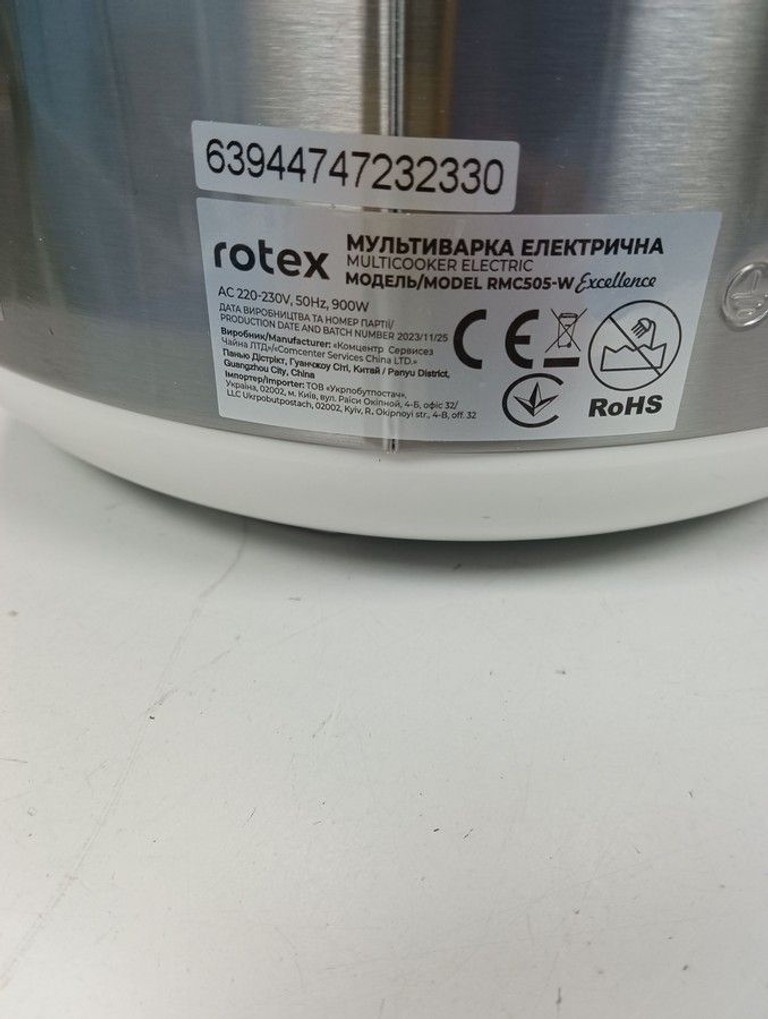 63944747232330
rotex
МУЛЬТИВАРКА ЕЛЕКТРИЧНА
MULTICOOKER ELECTRIC
МОДЕЛЬ/MODEL RMC505-W Excellence
AC 220-230V, 50Hz, 900W
ДАТА ВИРОБНИЦТВА ТА НОМЕР ПАРТІЇ/
PRODUCTION DATE AND BATCH NUMBER 2023/11/25
Виробник/Manufacturer: «Комцентр Сервисез
Чайна ЛТД»/«Comcenter Services China LTD.»
Панью Дістрікт, Гуанчжоу Сіті, Китай / Panyu District,
Guangzhou City, China
Імпортер/Importer: ТОВ «Укрпобутпостач»,
Україна, 02002, м. Київ, вул. Раїси Окіпної, 4-Б, офіс 32/
LLC Ukrpobutpostach, 02002, Kyiv, R. Okipnoyi str., 4-B, off. 32
CE
RoHS